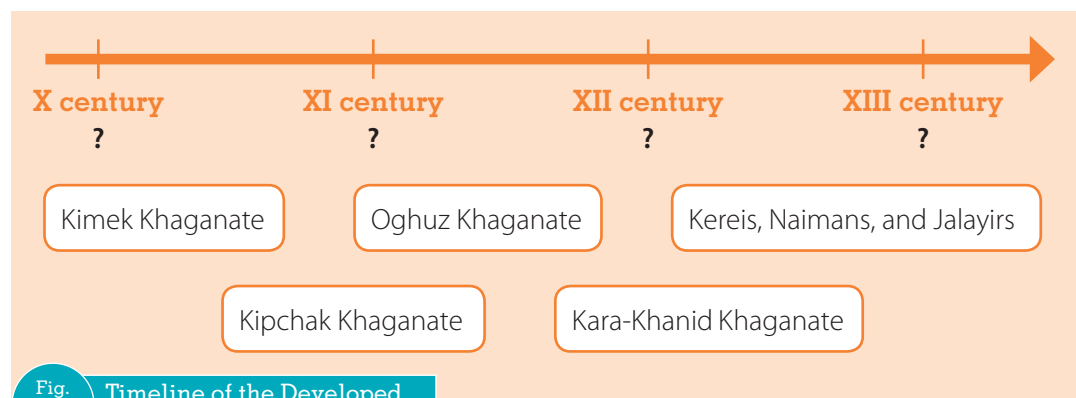 X century XI century XII century XIII century
? ? ? ?
Kimek Khaganate Oghuz Khaganate Kereis, Naimans, and Jalayirs
Kipchak Khaganate Kara-Khanid Khaganate
Fig. Timeline of the Developed